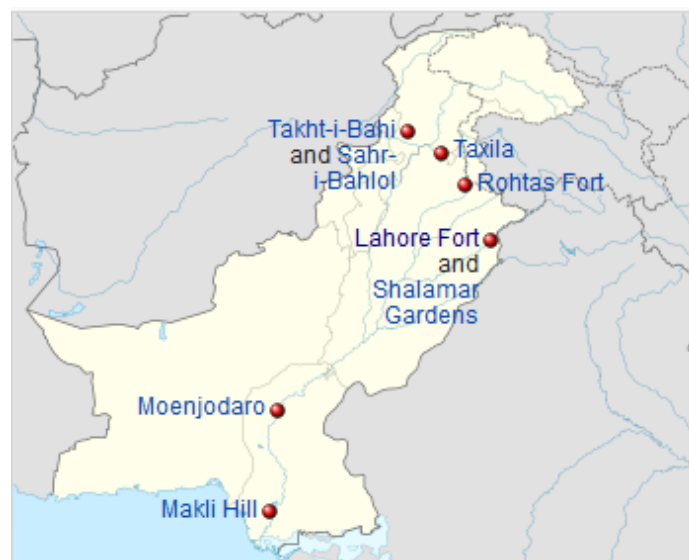 Takht-i-Bahi
and Sahr-
i-Bahlol
Taxila
Rohtas Fort
Lahore Fort
and
Shalamar
Gardens
Moenjodaro
Makli Hill